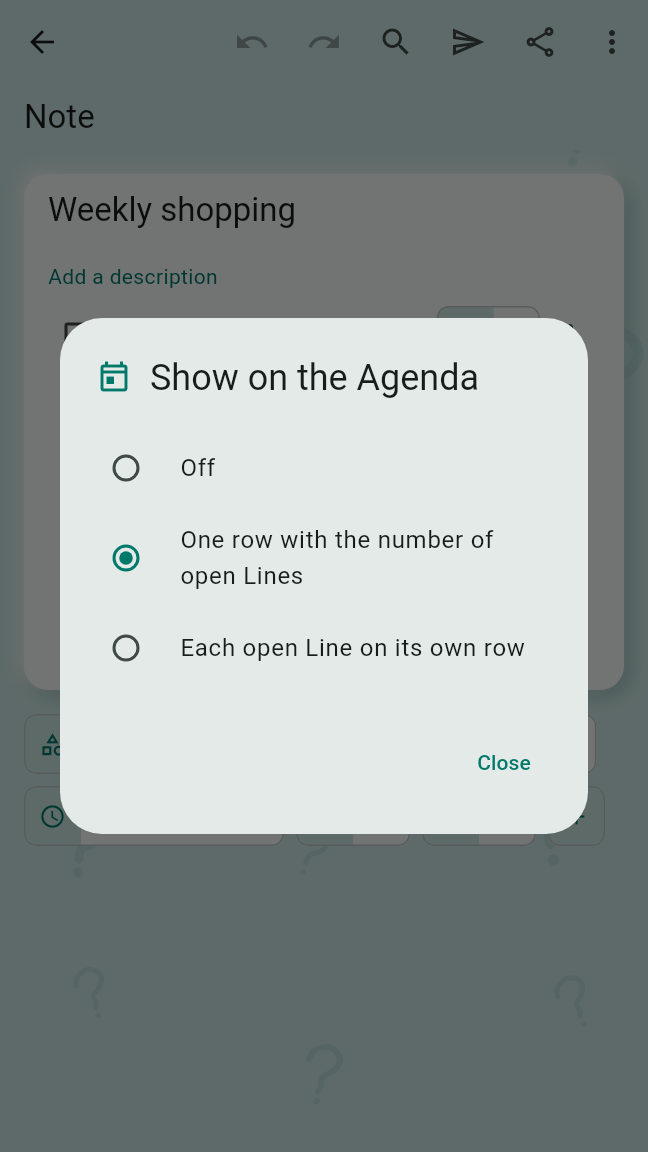 Note
Weekly shopping
Add a description
Show on the Agenda
Off
One row with the number of
open Lines
Each open Line on its own row
Close